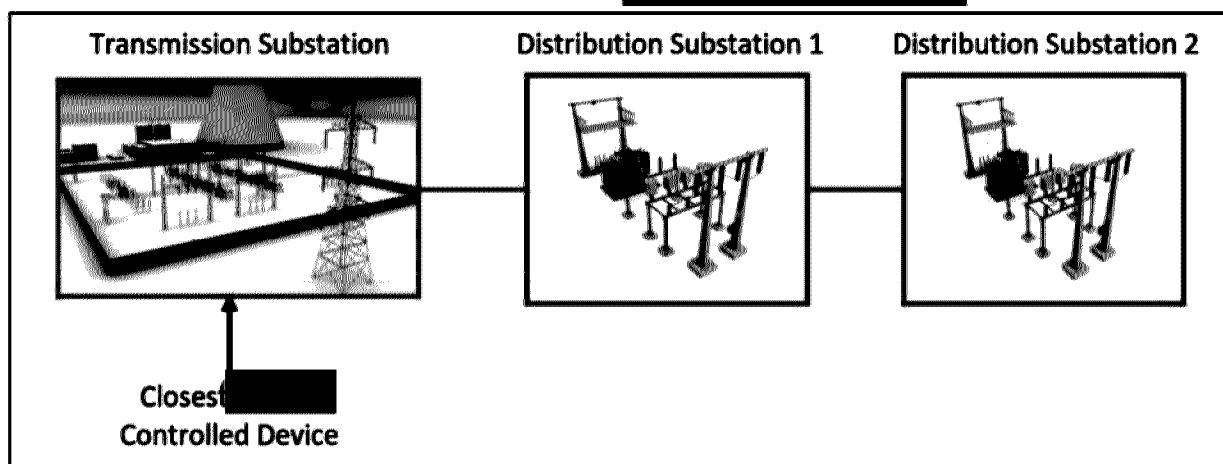 Transmission Substation
Distribution Substation 1
Distribution Substation 2
Closest
Controlled Device